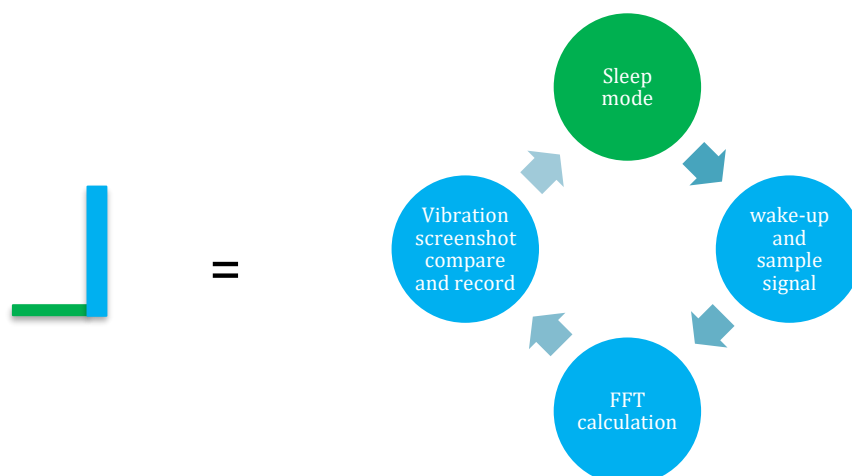 Sleep
mode
wake-up
and
sample
signal
FFT
calculation
Vibration
screenshot
compare
and record
=